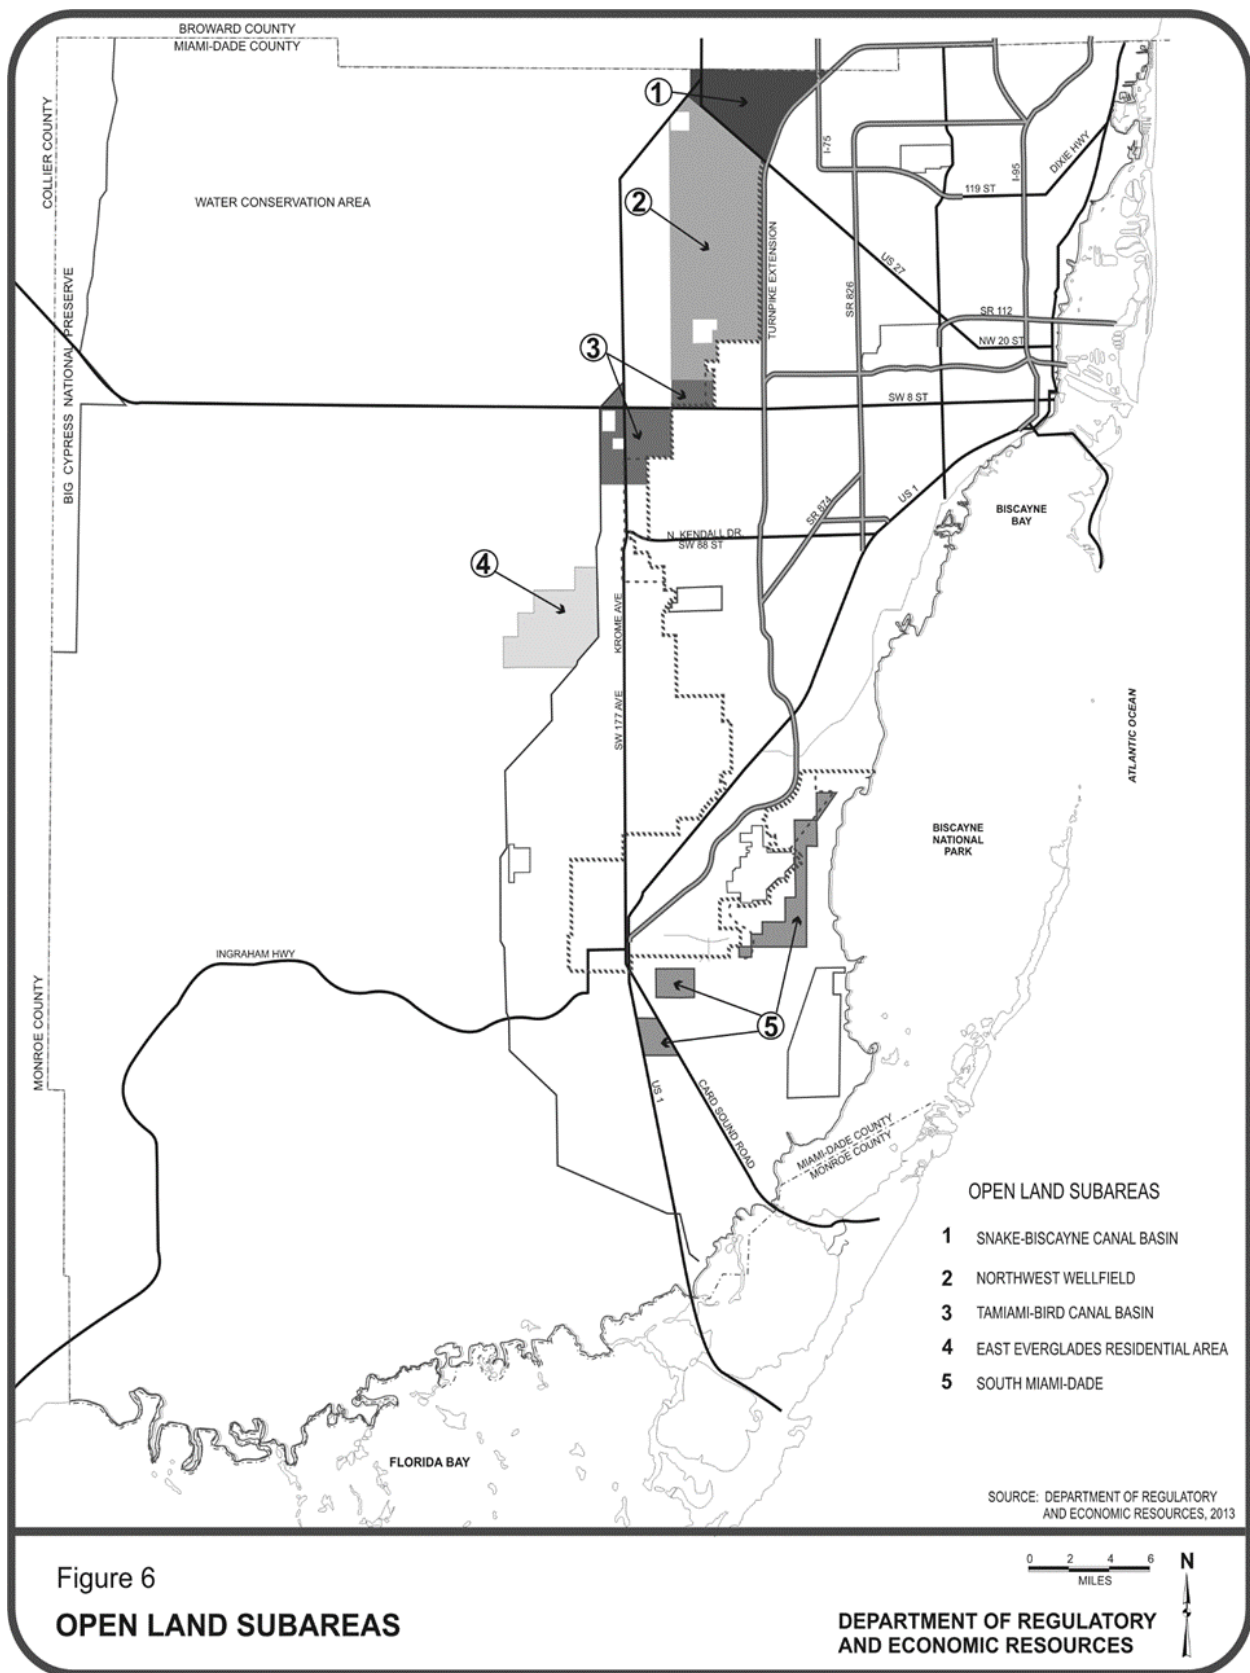 BROWARD COUNTY
MIAMI-DADE COUNTY
COLLIER COUNTY
1
I-75
I-95
DIXIE HWY
119 ST
WATER CONSERVATION AREA
2
TURNPIKE EXTENSION
US 27
SR 826
BIG CYPRESS NATIONAL PRESERVE
SR 112
NW 20 ST
3
SW 8 ST
SR 874
US 1
BISCAYNE
BAY
N. KENDALL DR.
SW 88 ST
4
KROME AVE
SW 177 AVE
ATLANTIC OCEAN
BISCAYNE
NATIONAL
PARK
INGRAHAM HWY
MONROE COUNTY
5
US 1
CARD SOUND ROAD
MIAMI-DADE COUNTY
MONROE COUNTY
OPEN LAND SUBAREAS
1 SNAKE-BISCAYNE CANAL BASIN
2 NORTHWEST WELLFIELD
3 TAMIAMI-BIRD CANAL BASIN
4 EAST EVERGLADES RESIDENTIAL AREA
5 SOUTH MIAMI-DADE
FLORIDA BAY
SOURCE: DEPARTMENT OF REGULATORY
AND ECONOMIC RESOURCES, 2013
Figure 6
OPEN LAND SUBAREAS
0 2 4 6
MILES
N
DEPARTMENT OF REGULATORY
AND ECONOMIC RESOURCES